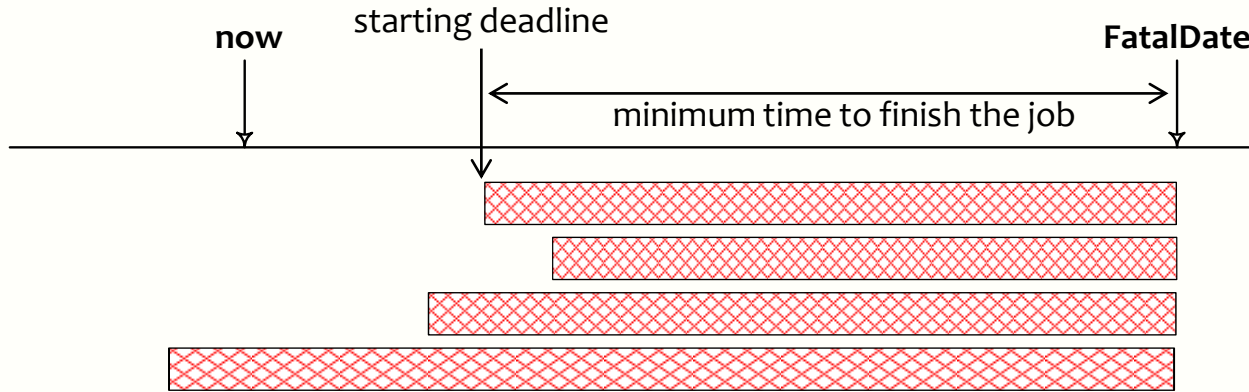 starting deadline
now
FatalDate
minimum time to finish the job